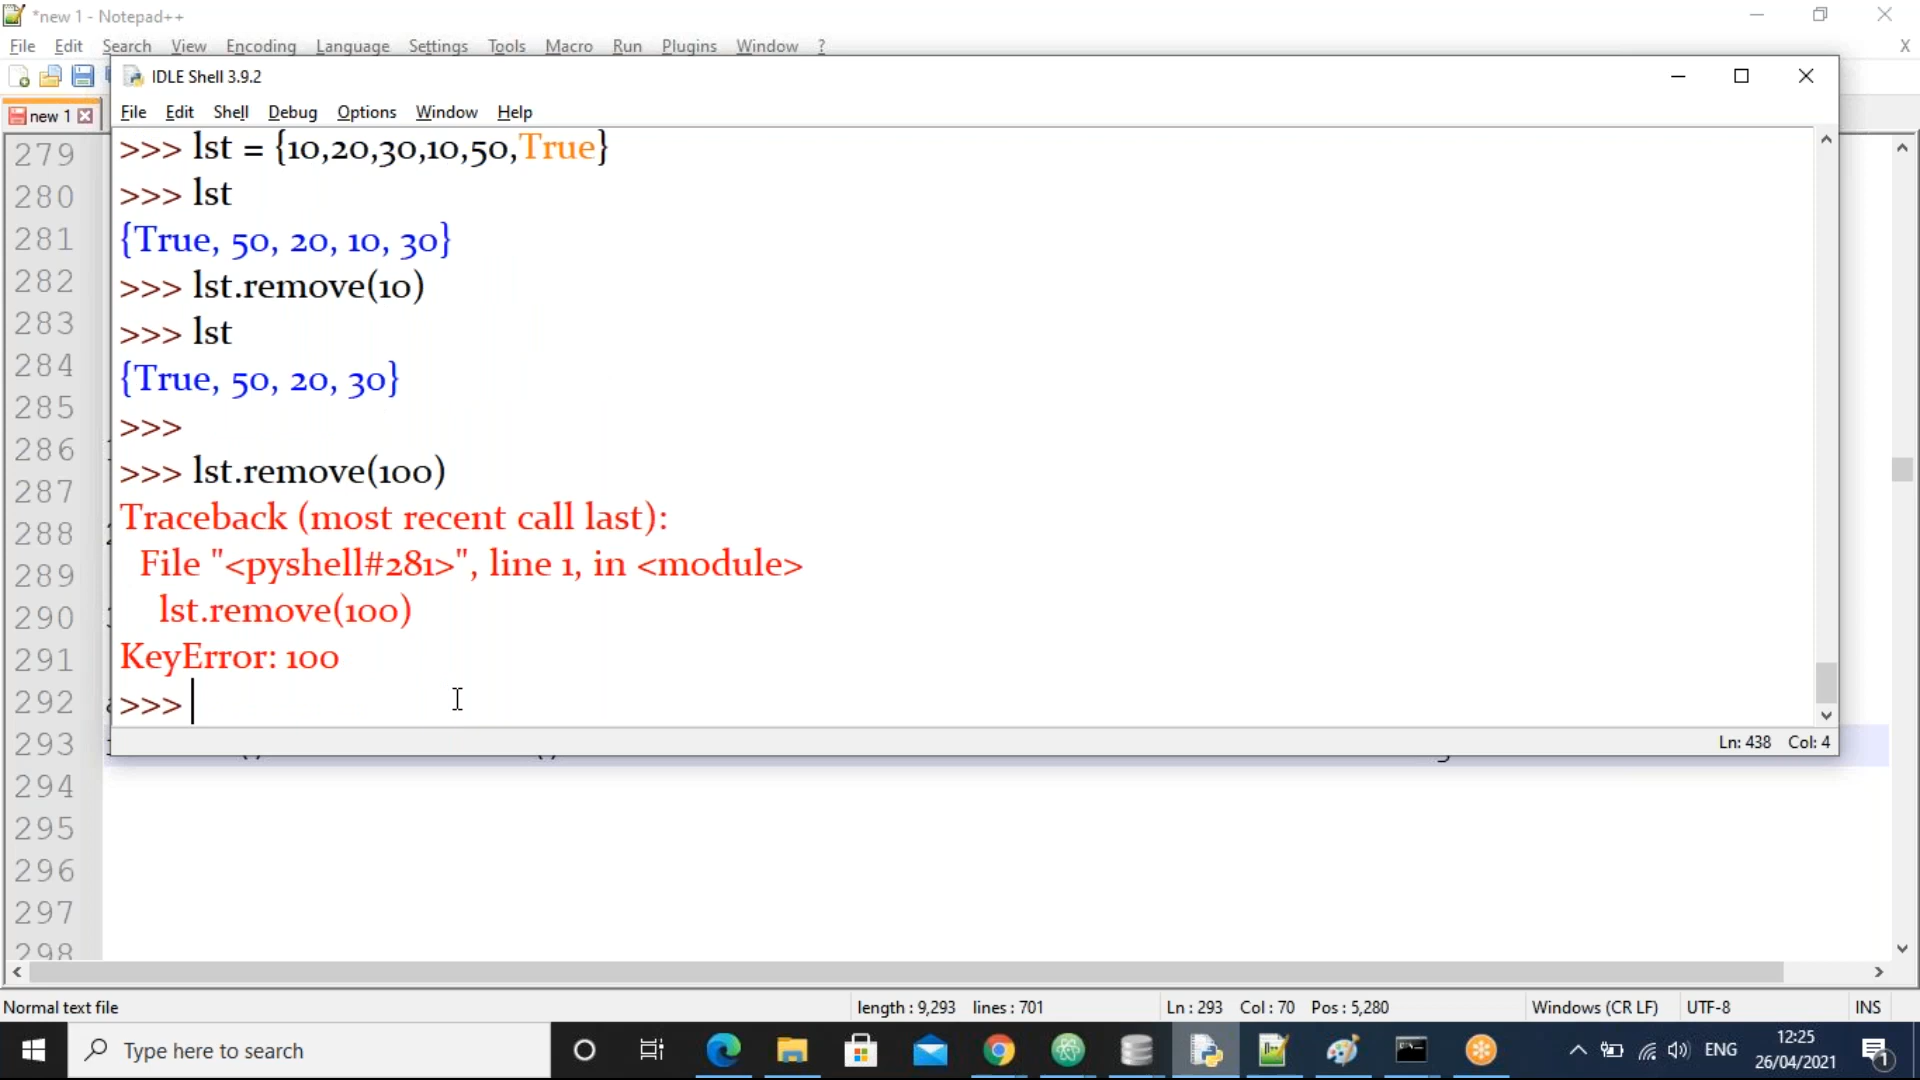 *new 1 - Notepad++
File Edit Search View Encoding Language Settings Tools Macro Run Plugins Window ?
X
IDLE Shell 3.9.2
File Edit Shell Debug Options Window Help
new 1
>>> lst = {10,20,30,10,50,True}
>>> lst
{True, 50, 20, 10, 30}
>>> lst.remove(10)
>>> lst
{True, 50, 20, 30}
>>>
>>> lst.remove(100)
Traceback (most recent call last):
File "<pyshell#281>", line 1, in <module>
lst.remove(100)
KeyError: 100
>>>
Ln: 438 Col: 4
279
280
281
282
283
284
285
286
287
288
289
290
291
292
293
294
295
296
297
298
Normal text file length : 9,293 lines : 701 Ln : 293 Col : 70 Pos : 5,280 Windows (CR LF) UTF-8 INS
Type here to search
ENG
12:25
26/04/2021
1